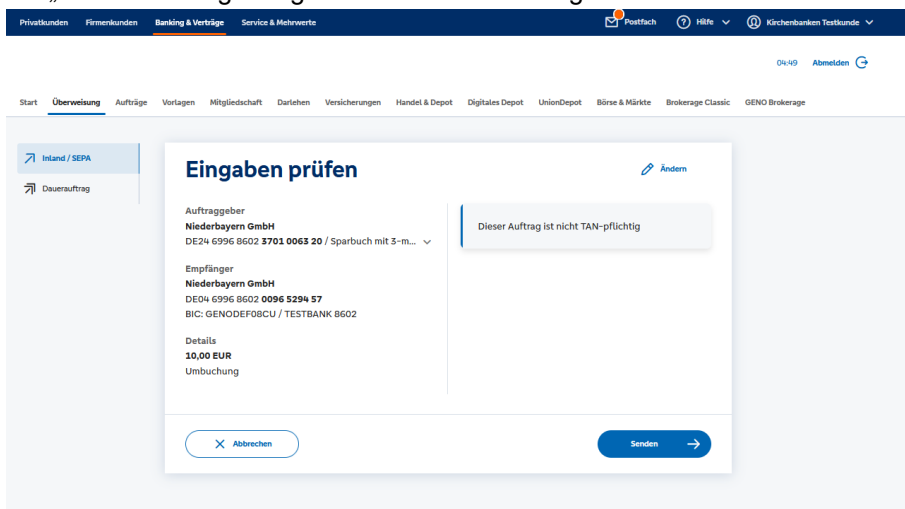 Privatkunden Firmenkunden Banking & Verträge Service & Mehrwerte Postfach Hilfe Kirchenbanken Testkunde
04:49 Abmelden
Start Überweisung Aufträge Vorlagen Mitgliedschaft Darlehen Versicherungen Handel & Depot Digitales Depot UnionDepot Börse & Märkte Brokerage Classic GENO Brokerage
Inland / SEPA
Dauerauftrag
Eingaben prüfen
Ändern
Auftraggeber
Niederbayern GmbH
DE24 6996 8602 3701 0063 20 / Sparbuch mit 3-m...
Dieser Auftrag ist nicht TAN-pflichtig
Empfänger
Niederbayern GmbH
DE04 6996 8602 0096 5294 57
BIC: GENODEF08CU / TESTBANK 8602
Details
10,00 EUR
Umbuchung
Abbrechen
Senden